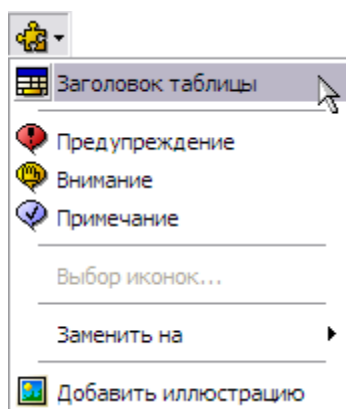 Заголовок таблицы
Предупреждение
Внимание
Примечание
Выбор иконок...
Заменить на
Добавить иллюстрацию